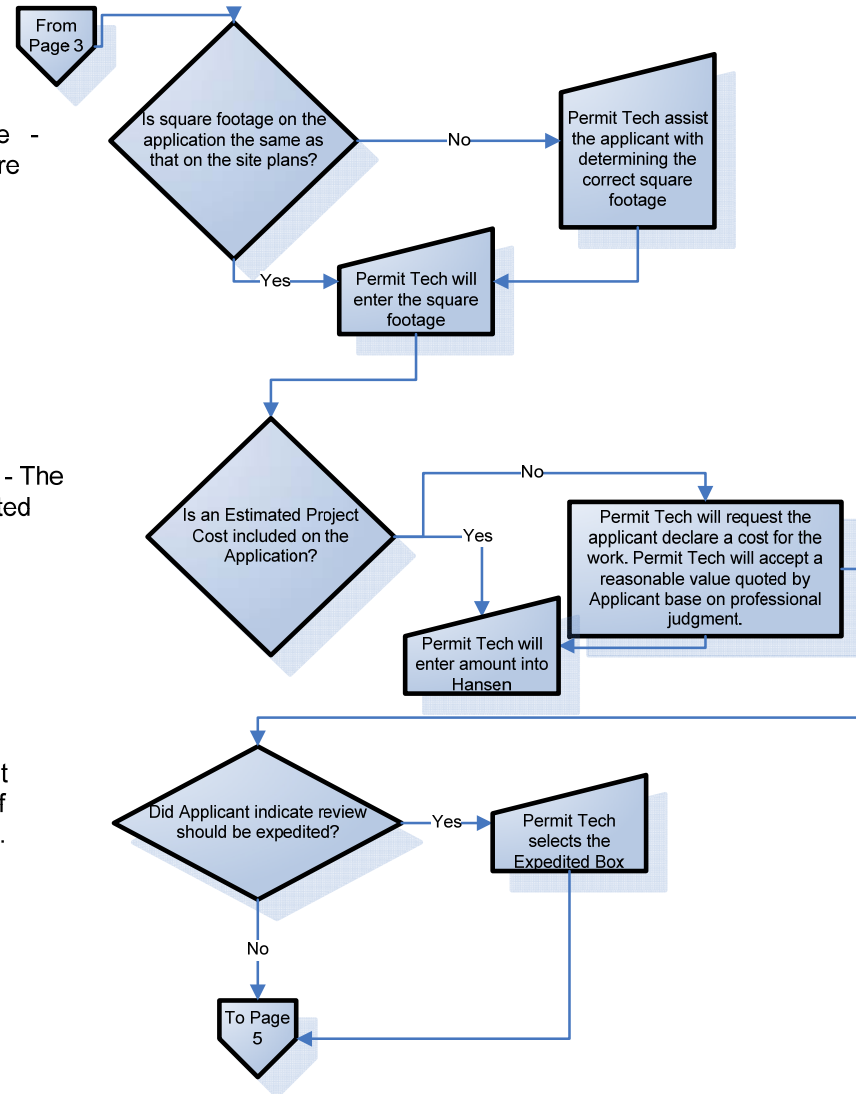 From
Page 3
Is square footage on the
application the same as
that on the site plans?
No
Permit Tech assist
the applicant with
determining the
correct square
footage
e -
re
Yes
Permit Tech will
enter the square
footage
- The
ted
Is an Estimated Project
Cost included on the
Application?
No
Yes
Permit Tech will request the
applicant declare a cost for the
work. Permit Tech will accept a
reasonable value quoted by
Applicant base on professional
judgment.
Permit Tech will
enter amount into
Hansen
t
f
.
Did Applicant indicate review
should be expedited?
Yes
Permit Tech
selects the
Expedited Box
No
To Page
5